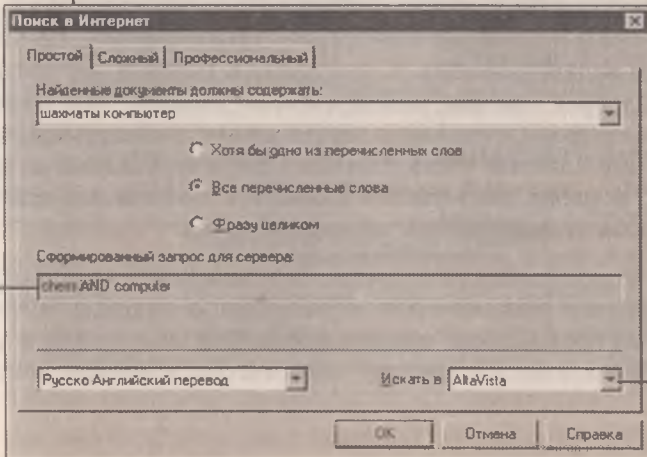 Поиск в Интернет
Простой Сложный Профессиональный
Найденные документы должны содержать:
шахматы компьютер
Хотя бы одно из перечисленных слов
Все перечисленные слова
Фразу целиком
Сформированный запрос для сервера:
chess AND computer
Русско Английский перевод Искать в AltaVista
OK Отмена Справка